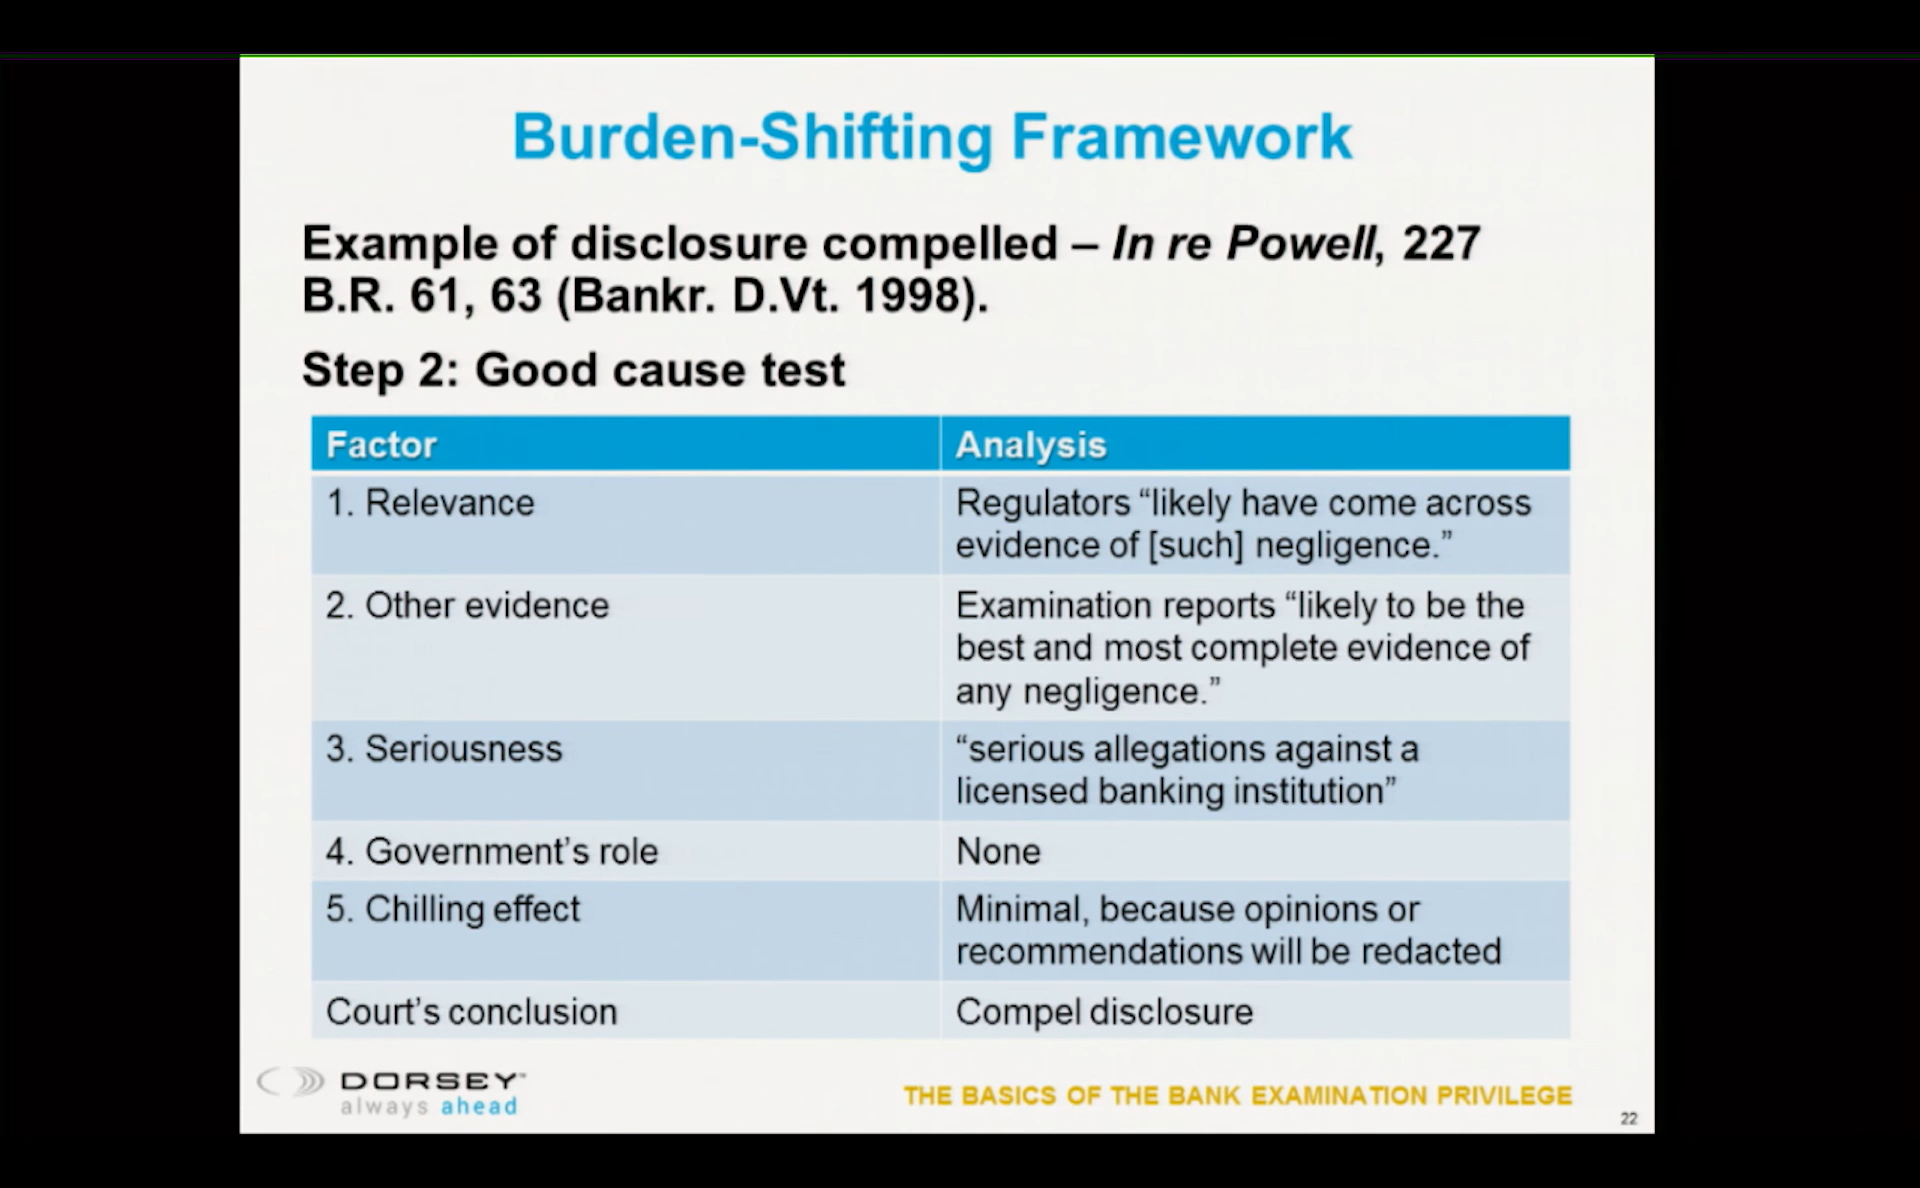 Burden-Shifting Framework
Example of disclosure compelled – In re Powell, 227
B.R. 61, 63 (Bankr. D.Vt. 1998).
Step 2: Good cause test
Factor
Analysis
1. Relevance
Regulators “likely have come across
evidence of [such] negligence.”
2. Other evidence
Examination reports “likely to be the
best and most complete evidence of
any negligence.”
3. Seriousness
“serious allegations against a
licensed banking institution”
4. Government’s role
None
5. Chilling effect
Minimal, because opinions or
recommendations will be redacted
Court’s conclusion
Compel disclosure
DORSEY™
always ahead
THE BASICS OF THE BANK EXAMINATION PRIVILEGE
22